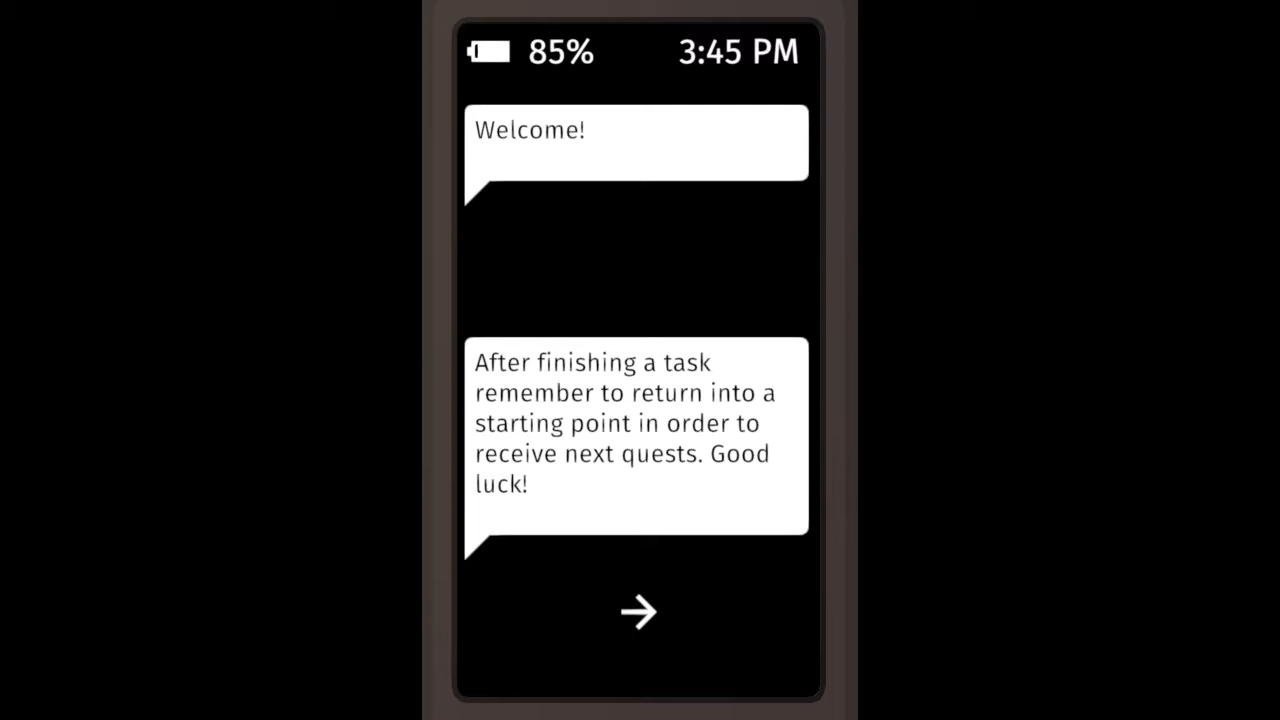 85% 3:45 PM
Welcome!
After finishing a task
remember to return into a
starting point in order to
receive next quests. Good
luck!